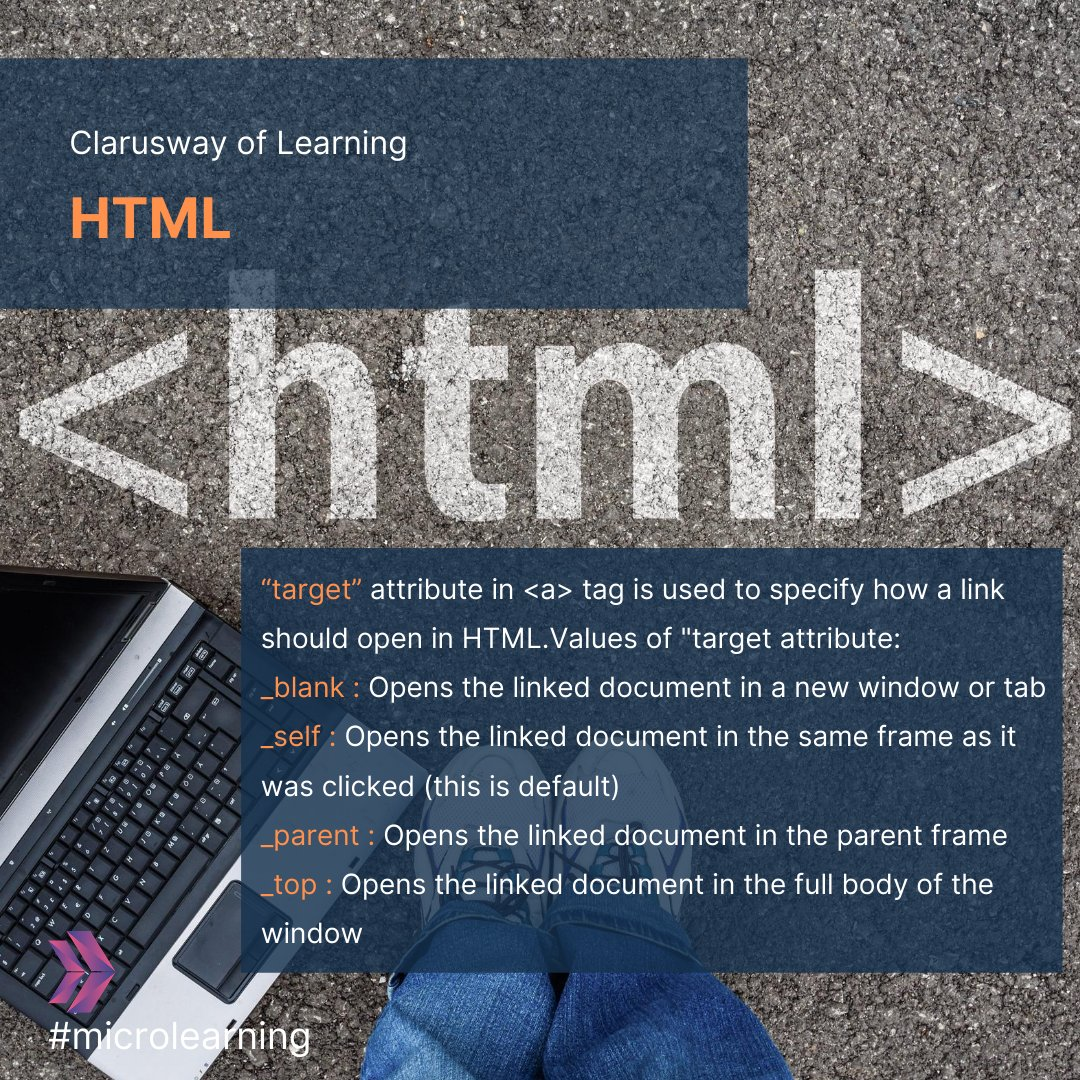 Clarusway of Learning
HTML
<html>
“target” attribute in <a> tag is used to specify how a link
should open in HTML.Values of "target attribute:
_blank : Opens the linked document in a new window or tab
_self : Opens the linked document in the same frame as it
was clicked (this is default)
_parent : Opens the linked document in the parent frame
_top : Opens the linked document in the full body of the
window
#microlearning